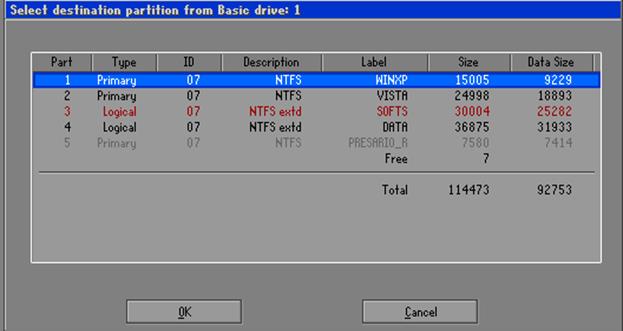 Select destination partition from Basic drive: 1
Part Type ID Description Label Size Data Size
1 Primary 07 NTFS WINXP 15005 9229
2 Primary 07 NTFS VISTA 24998 18893
3 Logical 07 NTFS extd SOFTS 30004 25282
4 Logical 07 NTFS extd DATA 36875 31933
5 Primary 07 NTFS PRESARIO_R 7580 7414
Free 7
Total 114473 92753
OK Cancel